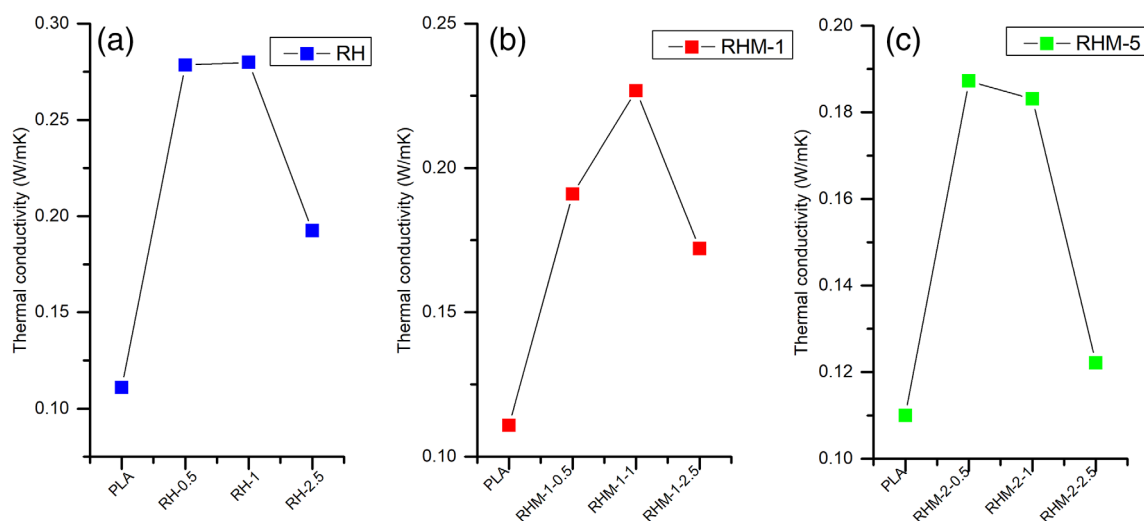 (a)
RH
Thermal conductivity (W/mK)
0.30
0.25
0.20
0.15
0.10
PLA
RH-0.5
RH-1
RH-2.5
(b)
RHM-1
Thermal conductivity (W/mK)
0.25
0.20
0.15
0.10
PLA
RHM-1-0.5
RHM-1-1
RHM-1-2.5
(c)
RHM-5
Thermal conductivity (W/mK)
0.20
0.18
0.16
0.14
0.12
0.10
PLA
RHM-2-0.5
RHM-2-1
RHM-2-2.5